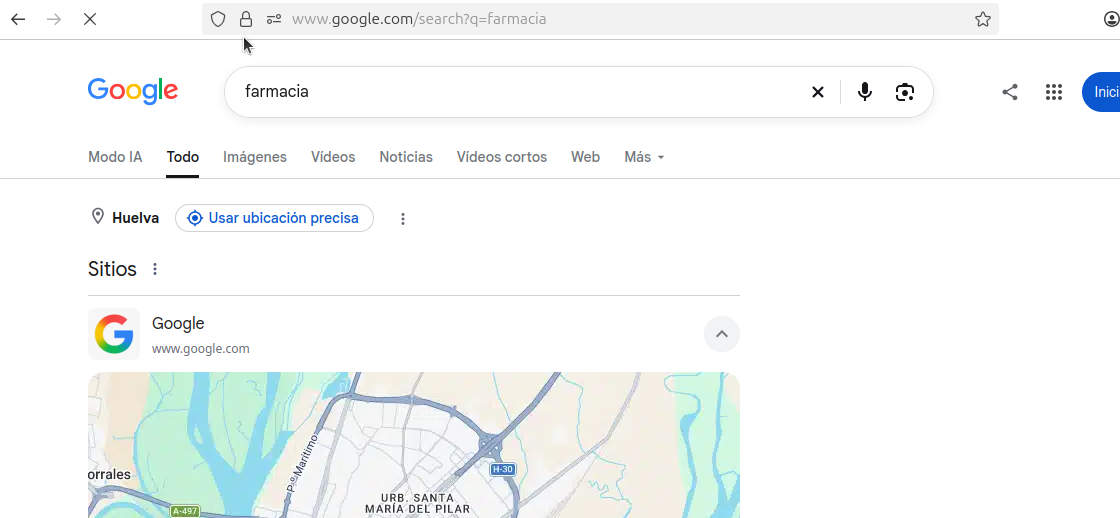 www.google.com/search?q=farmacia
Google
farmacia
Inici
Modo IA Todo Imágenes Vídeos Noticias Vídeos cortos Web Más
Huelva Usar ubicación precisa
Sitios
Google
www.google.com
orrales
P.º Marítimo
H-30
URB. SANTA
MARÍA DEL PILAR
A-497